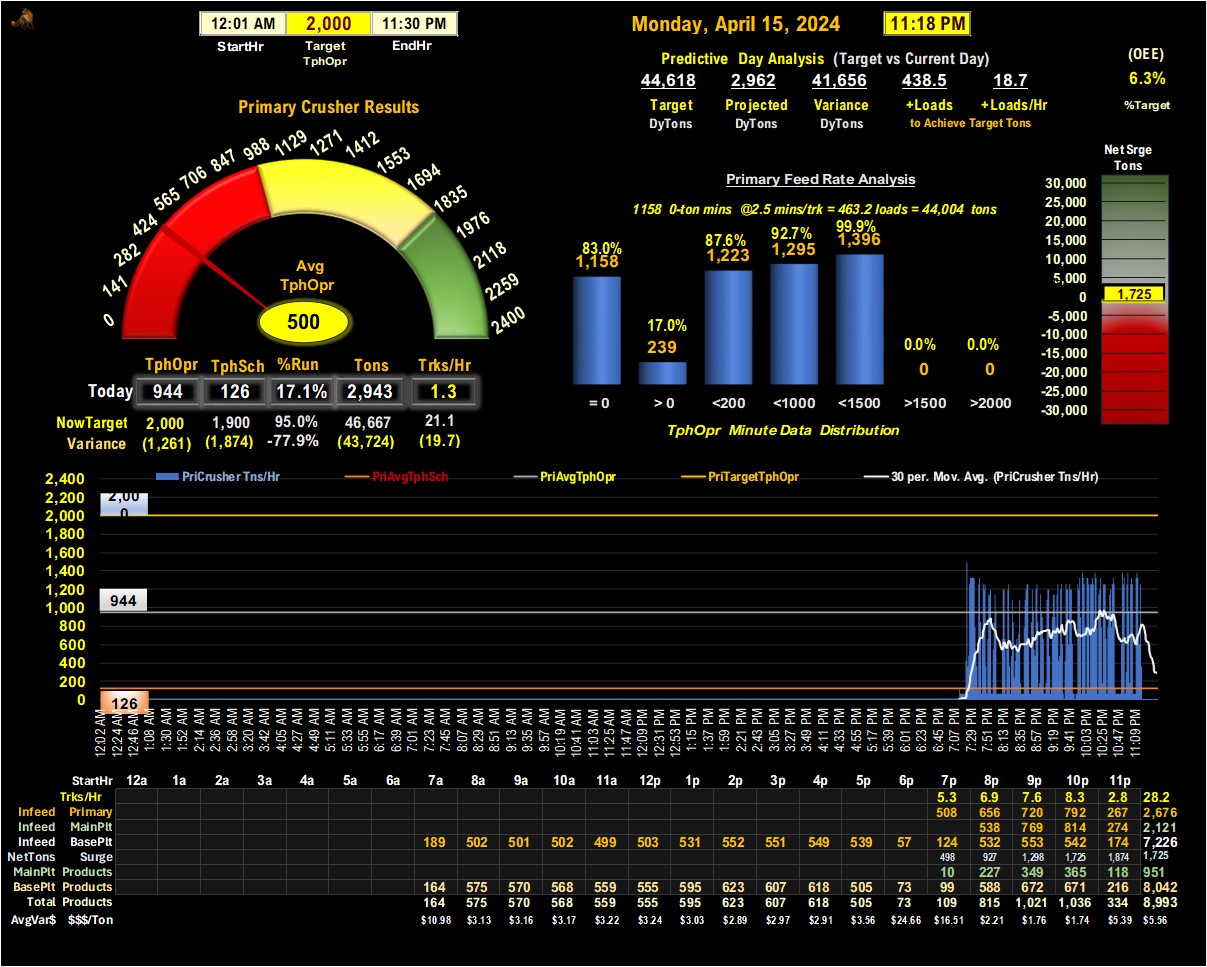 12:01 AM 2,000 11:30 PM
StartHr Target EndHr
TphOpr
Monday, April 15, 2024 11:18 PM
Predictive Day Analysis (Target vs Current Day)
44,618 2,962 41,656 438.5 18.7
Target Projected Variance +Loads +Loads/Hr
DyTons DyTons DyTons to Achieve Target Tons
(OEE)
6.3%
%Target
Primary Crusher Results
0 141 282 424 565 706 847 988 1129 1271 1412 1553 1694 1835 1976 2118 2259 2400
Avg
TphOpr
500
TphOpr TphSch %Run Tons Trks/Hr
Today 944 126 17.1% 2,943 1.3
NowTarget 2,000 1,900 95.0% 46,667 21.1
Variance (1,261) (1,874) -77.9% (43,724) (19.7)
Primary Feed Rate Analysis
1158 0-ton mins @2.5 mins/trk = 463.2 loads = 44,004 tons
83.0% 17.0% 87.6% 92.7% 99.9% 0.0% 0.0%
1,158 239 1,223 1,295 1,396 0 0
= 0 > 0 <200 <1000 <1500 >1500 >2000
TphOpr Minute Data Distribution
Net Srge
Tons
30,000
25,000
20,000
15,000
10,000
5,000
0
1,725
-5,000
-10,000
-15,000
-20,000
-25,000
-30,000
PriCrusher Tns/Hr PriAvgTphSch PriAvgTphOpr PriTargetTphOpr 30 per. Mov. Avg. (PriCrusher Tns/Hr)
2,400
2,200
2,000
1,800
1,600
1,400
1,200
1,000
800
600
400
200
0
2,00
0
944
126
12:02 AM 12:24 AM 12:46 AM 1:08 AM 1:30 AM 1:52 AM 2:14 AM 2:36 AM 2:58 AM 3:20 AM 3:42 AM 4:05 AM 4:27 AM 4:49 AM 5:11 AM 5:33 AM 5:55 AM 6:17 AM 6:39 AM 7:01 AM 7:23 AM 7:45 AM 8:07 AM 8:29 AM 8:51 AM 9:13 AM 9:35 AM 9:57 AM 10:19 AM 10:41 AM 11:03 AM 11:25 AM 11:47 AM 12:09 PM 12:31 PM 12:53 PM 1:15 PM 1:37 PM 1:59 PM 2:21 PM 2:43 PM 3:05 PM 3:27 PM 3:49 PM 4:11 PM 4:33 PM 4:55 PM 5:17 PM 5:39 PM 6:01 PM 6:23 PM 6:45 PM 7:07 PM 7:29 PM 7:51 PM 8:13 PM 8:35 PM 8:57 PM 9:19 PM 9:41 PM 10:03 PM 10:25 PM 10:47 PM 11:09 PM
StartHr 12a 1a 2a 3a 4a 5a 6a 7a 8a 9a 10a 11a 12p 1p 2p 3p 4p 5p 6p 7p 8p 9p 10p 11p
Trks/Hr 5.3 6.9 7.6 8.3 2.8 28.2
Infeed Primary 508 656 720 792 267 2,676
Infeed MainPlt 538 769 814 274 2,121
Infeed BasePlt 189 502 501 502 499 503 531 552 551 549 539 57 124 532 553 542 174 7,226
NetTons Surge 498 927 1,298 1,725 1,874 1,725
MainPlt Products 10 227 349 365 118 951
BasePlt Products 164 575 570 568 559 555 595 623 607 618 505 73 99 588 672 671 216 8,042
Total Products 164 575 570 568 559 555 595 623 607 618 505 73 109 815 1,021 1,036 334 8,993
AvgVar$ $$$/Ton $10.98 $3.13 $3.16 $3.17 $3.22 $3.24 $3.03 $2.89 $2.97 $2.91 $3.56 $24.66 $16.51 $2.21 $1.76 $1.74 $5.39 $5.56